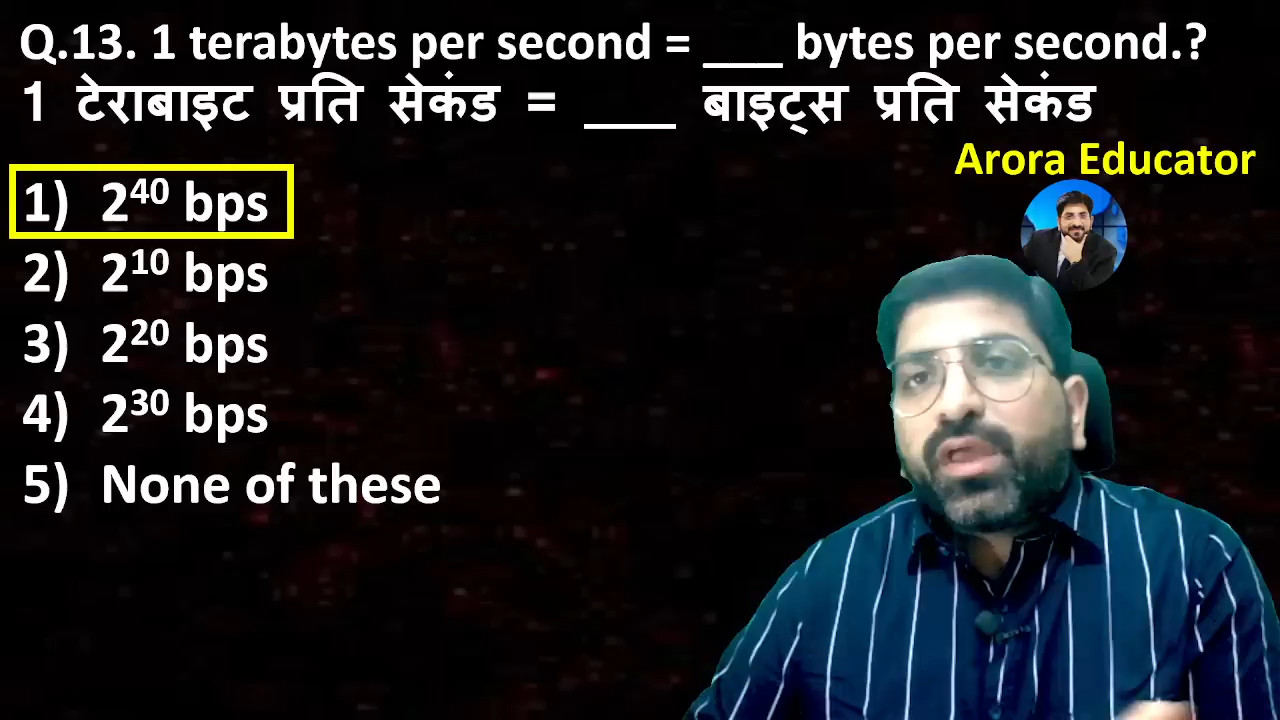 Q.13. 1 terabytes per second = ___ bytes per second.?
1 टेराबाइट प्रति सेकंड = ___ बाइट्स प्रति सेकंड
Arora Educator
1) 2⁴⁰ bps
2) 2¹⁰ bps
3) 2²⁰ bps
4) 2³⁰ bps
5) None of these